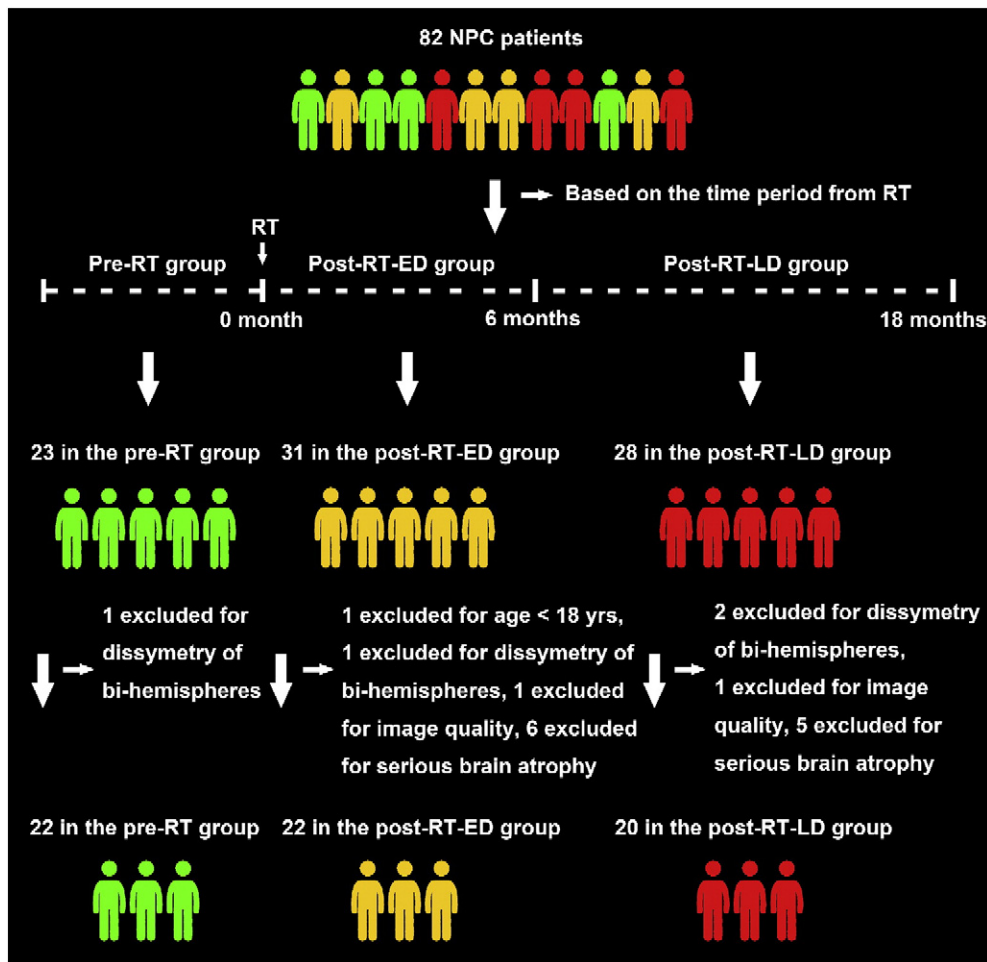 82 NPC patients
Based on the time period from RT
RT
Pre-RT group
Post-RT-ED group
Post-RT-LD group
0 month
6 months
18 months
23 in the pre-RT group
31 in the post-RT-ED group
28 in the post-RT-LD group
1 excluded for
dissymetry of
bi-hemispheres
1 excluded for age < 18 yrs,
1 excluded for dissymetry of
bi-hemispheres, 1 excluded
for image quality, 6 excluded
for serious brain atrophy
2 excluded for dissymetry
of bi-hemispheres,
1 excluded for image
quality, 5 excluded for
serious brain atrophy
22 in the pre-RT group
22 in the post-RT-ED group
20 in the post-RT-LD group